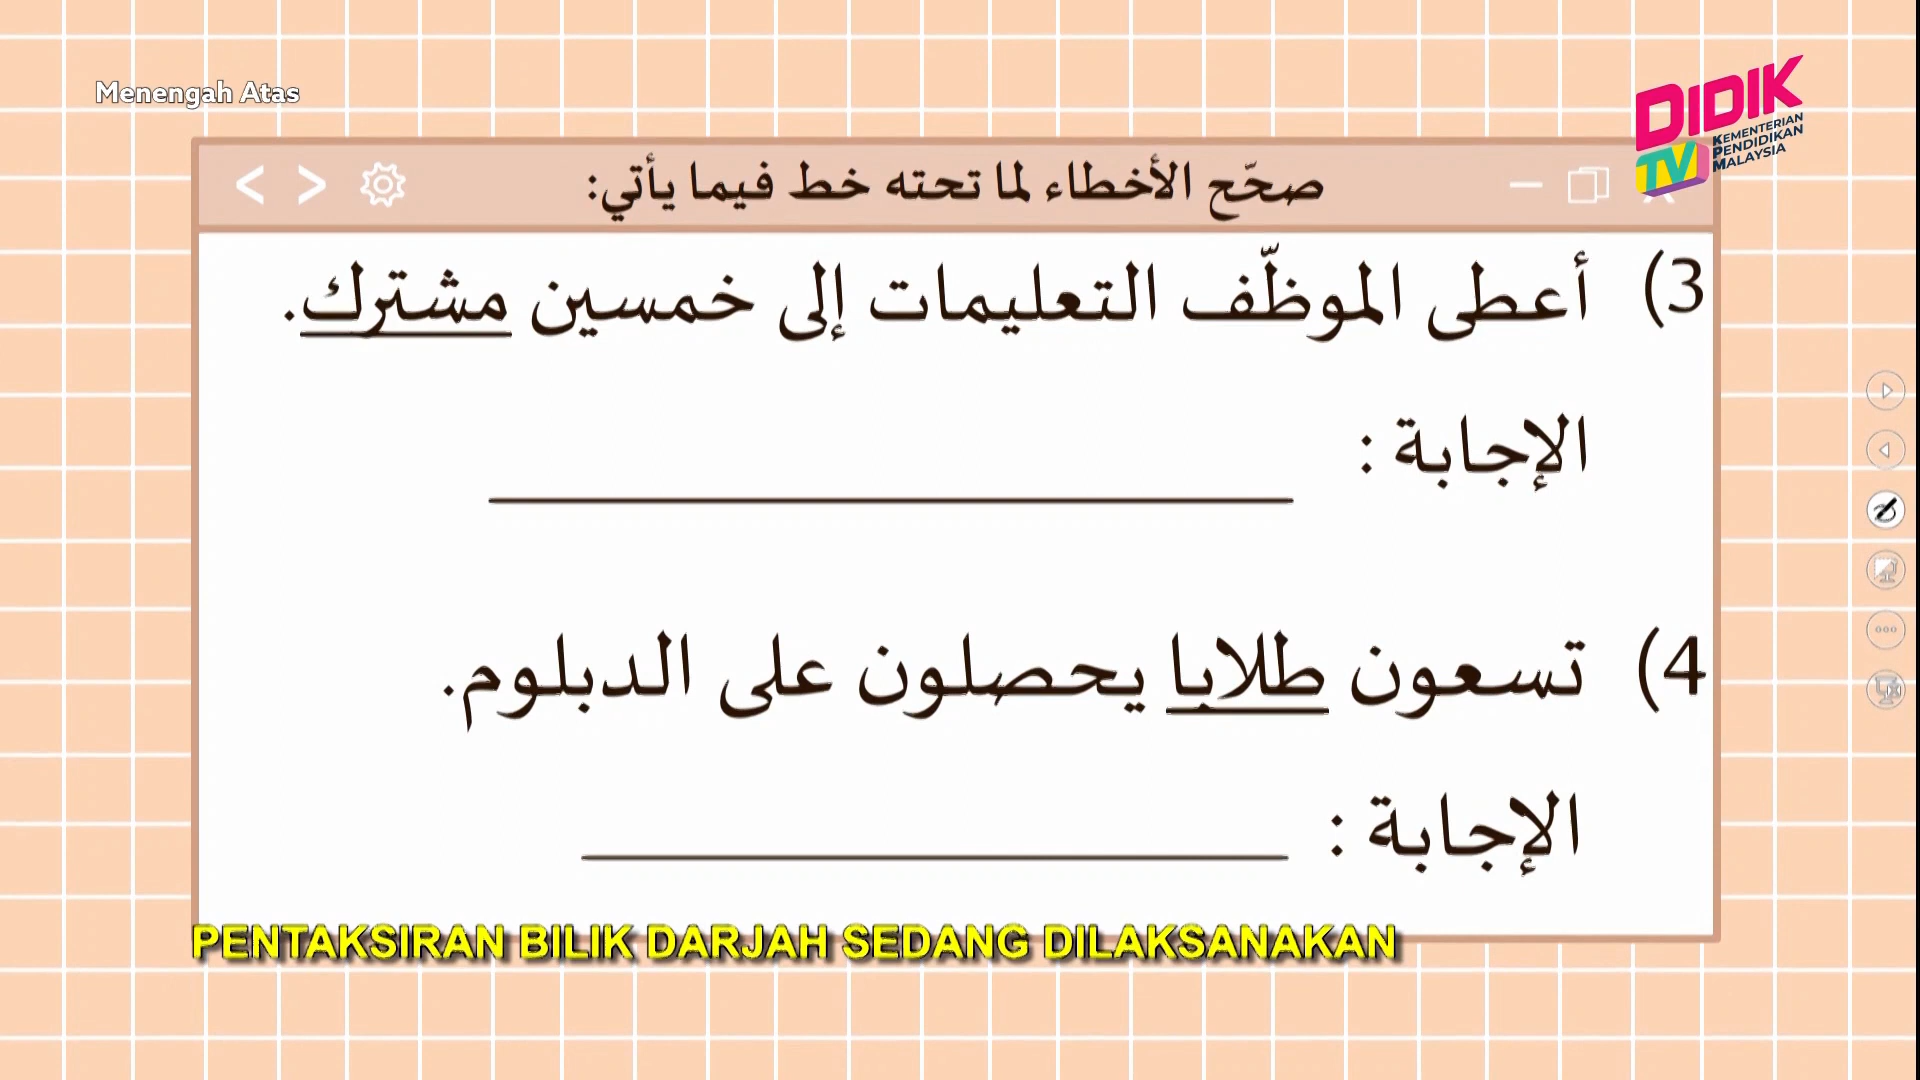 Menengah Atas
DIDIK
TV
KEMENTERIAN
PENDIDIKAN
MALAYSIA
صحّح الأخطاء لما تحته خط فيما يأتي:
3) أعطى الموظّف التعليمات إلى خمسين مشترك.
الإجابة :
4) تسعون طلابا يحصلون على الدبلوم.
الإجابة :
PENTAKSIRAN BILIK DARJAH SEDANG DILAKSANAKAN